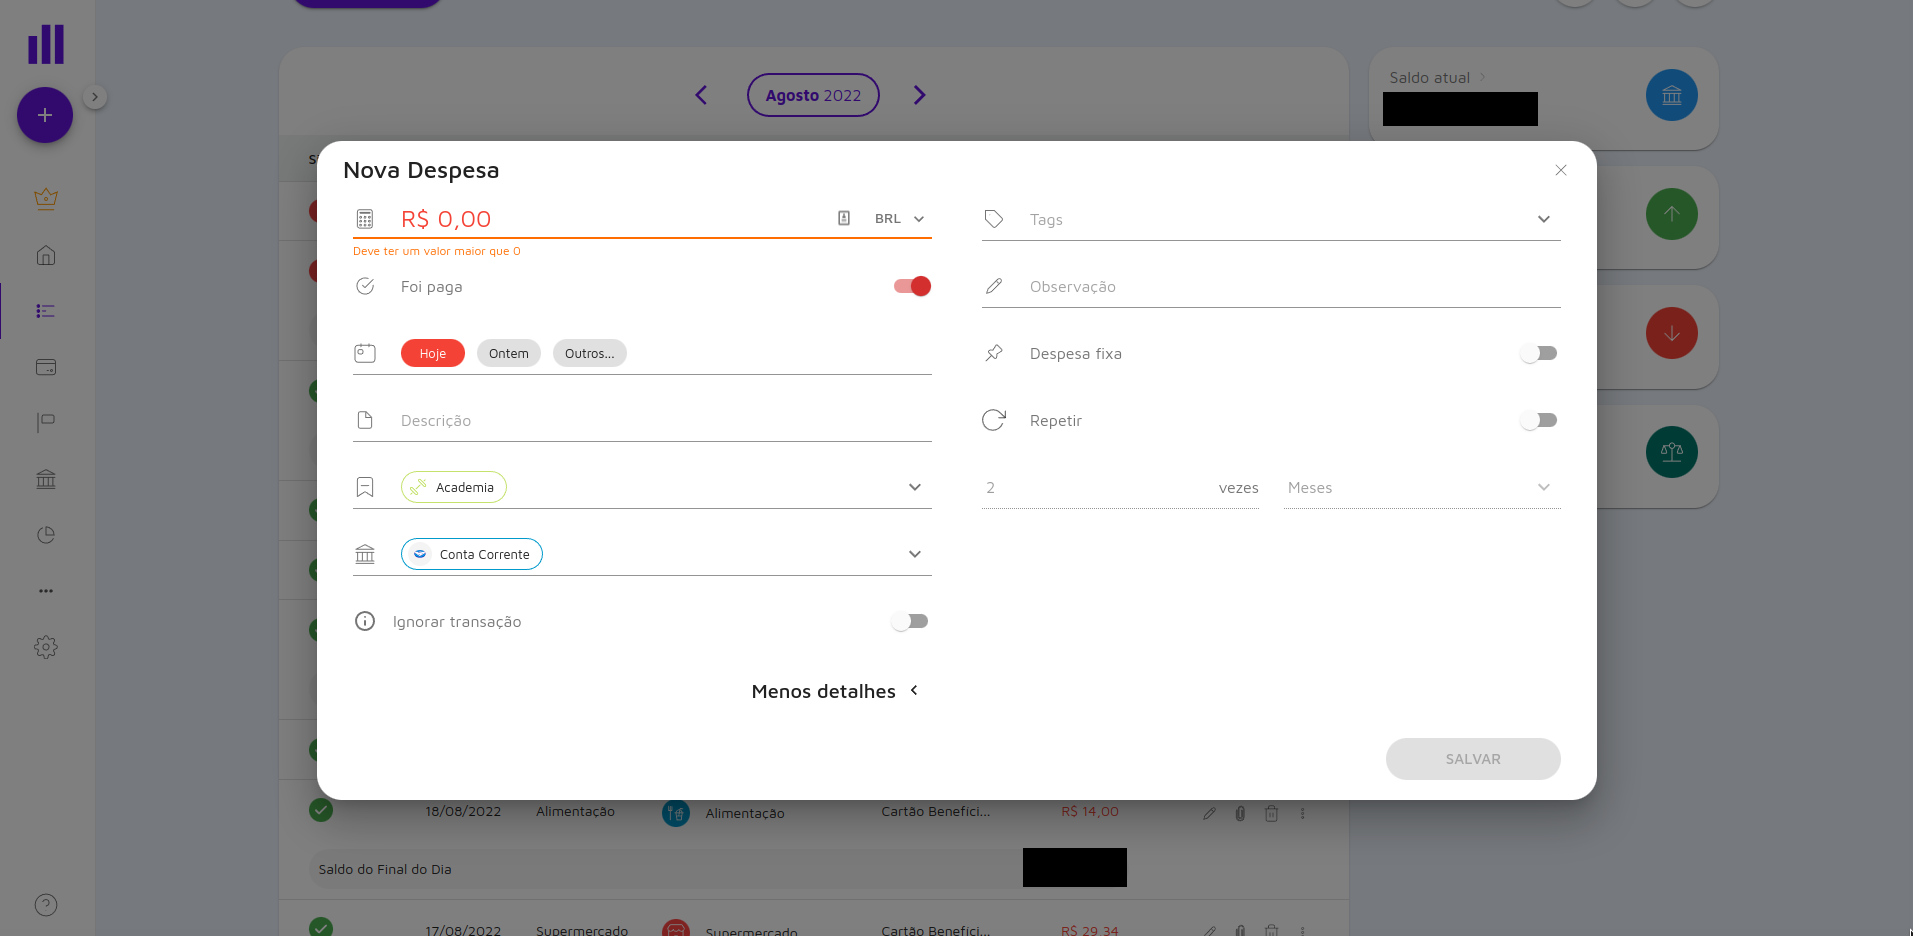 Agosto 2022
Saldo atual
S
Nova Despesa
R$ 0,00 BRL
Deve ter um valor maior que 0
Foi paga
Hoje Ontem Outros...
Descrição
Academia
Conta Corrente
Ignorar transação
Menos detalhes
Tags
Observação
Despesa fixa
Repetir
2 vezes Meses
SALVAR
18/08/2022 Alimentação Alimentação Cartão Benefíci... R$ 14,00
Saldo do Final do Dia
17/08/2022 Supermercado Supermercado Cartão Benefíci... R$ 29,34